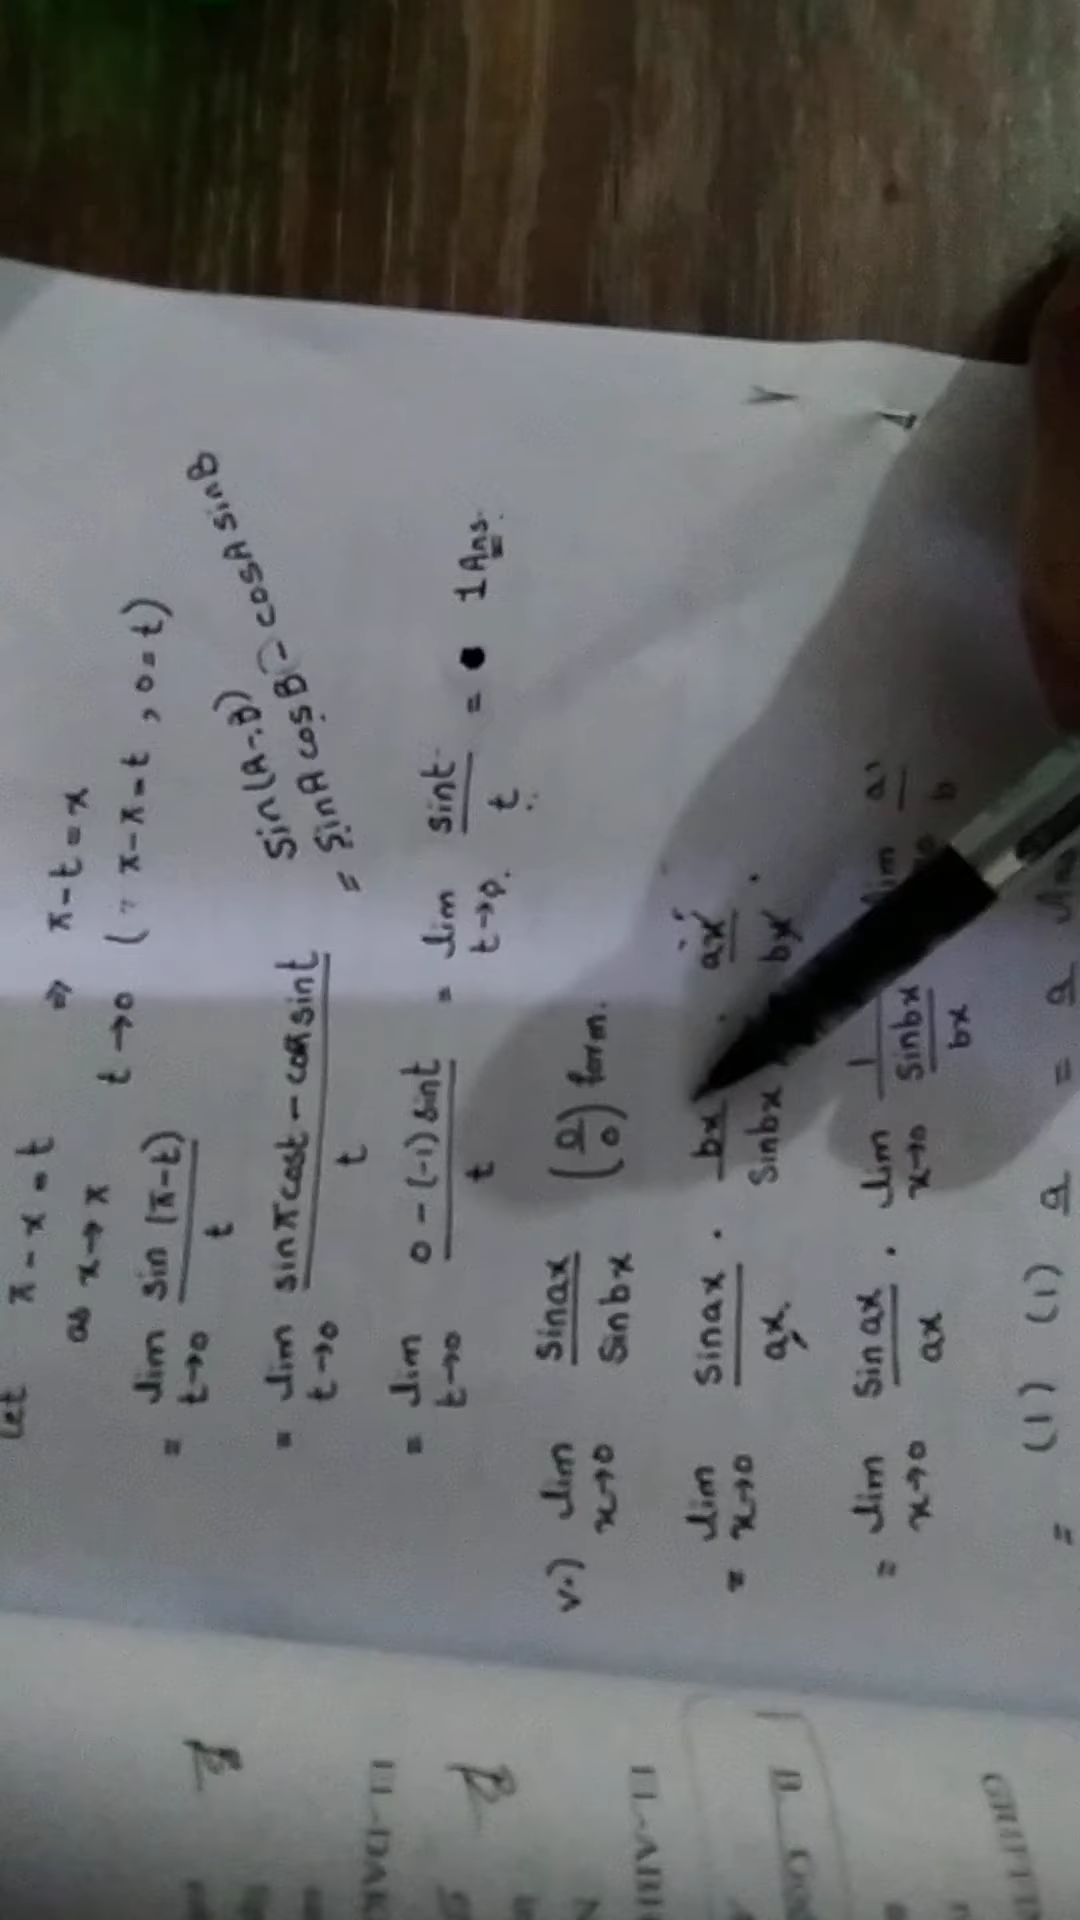 Let π - x = t ⇒ π - t = x
as x → π t → 0 (∵ π - π = t , 0 = t)
= lim t→0 sin (π-t) / t
Sin(A-B)
= SinA cosB - cosA sinB
= lim t→0 sinπ cost - cosπ sint / t
= lim t→0 0 - (-1) sint / t = lim t→0 sint / t = 1 Ans.
v.) lim x→0 Sinax / Sinbx (0/0) form.
= lim x→0 Sinax / ax . bx / Sinbx . ax / bx .
= lim x→0 Sin ax / ax . lim x→0 1 / Sinbx / bx lim a / b
= (1) (1) a = a